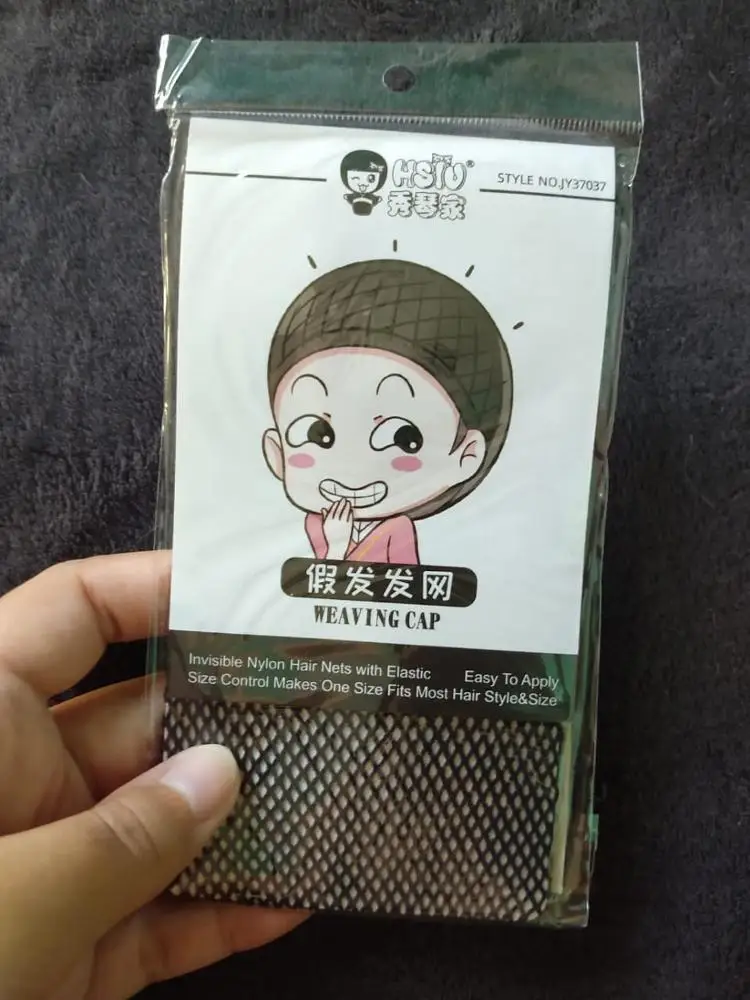 HSIU®
秀琴家
STYLE NO.JY37037
假发发网
WEAVING CAP
Invisible Nylon Hair Nets with Elastic Easy To Apply
Size Control Makes One Size Fits Most Hair Style&Size